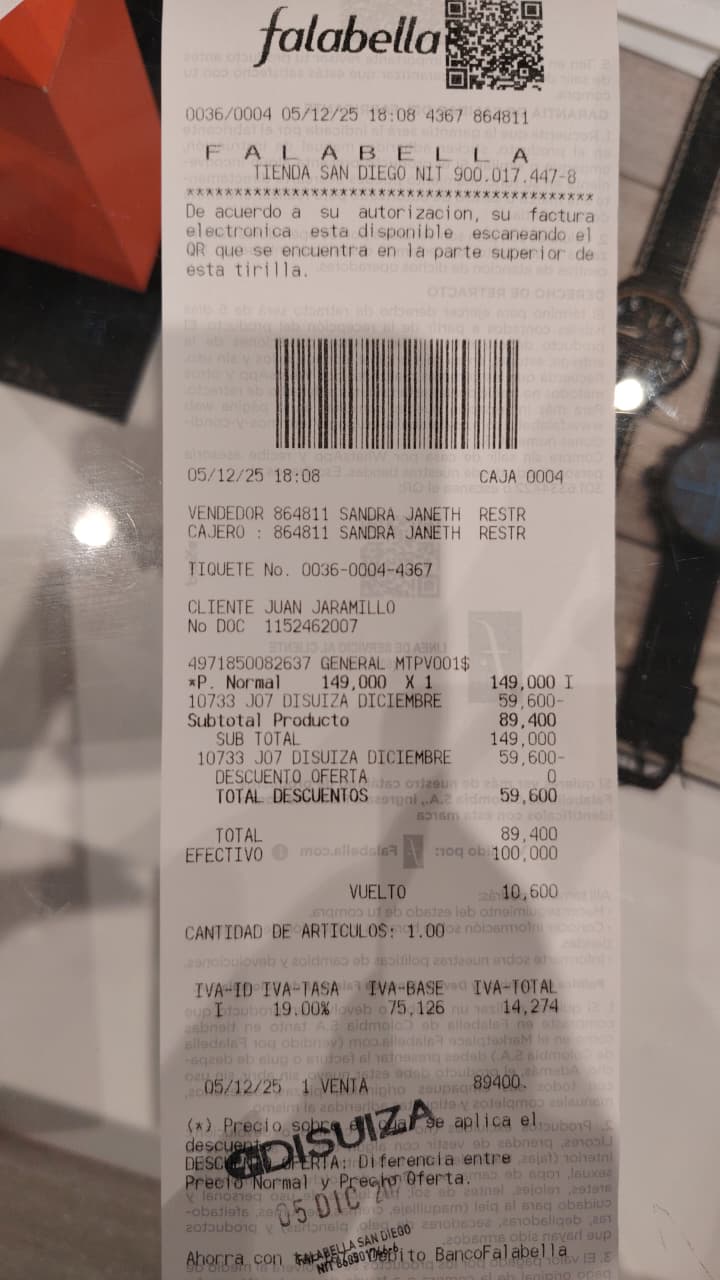 falabella
0036/0004 05/12/25 18:08 4367 864811
F A L A B E L L A
TIENDA SAN DIEGO NIT 900.017.447-8
*******************************************
De acuerdo a su autorizacion, su factura
electronica esta disponible escaneando el
QR que se encuentra en la parte superior de
esta tirilla.
05/12/25 18:08 CAJA 0004
VENDEDOR 864811 SANDRA JANETH RESTR
CAJERO : 864811 SANDRA JANETH RESTR
TIQUETE No. 0036-0004-4367
CLIENTE JUAN JARAMILLO
No DOC 1152462007
4971850082637 GENERAL MTPV001$
*P. Normal 149,000 X 1 149,000 I
10733 J07 DISUIZA DICIEMBRE 59,600-
Subtotal Producto 89,400
SUB TOTAL 149,000
10733 J07 DISUIZA DICIEMBRE 59,600-
DESCUENTO OFERTA 0
TOTAL DESCUENTOS 59,600
TOTAL 89,400
EFECTIVO 100,000
VUELTO 10,600
CANTIDAD DE ARTICULOS: 1.00
IVA-ID IVA-TASA IVA-BASE IVA-TOTAL
I 19.00% 75,126 14,274
05/12/25 1 VENTA 89400.
(*) Precio sobre el cual se aplica el
descuento
DISUIZA
DESCUENTO OFERTA: Diferencia entre
Precio Normal y Precio Oferta.
05 DIC
FALABELLA SAN DIEGO
NIT
Ahorra con Debito BancoFalabella